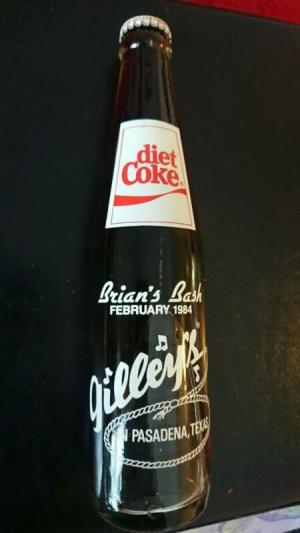 diet
Coke®
Brian's Bash
FEBRUARY 1984
Gilley's®
IN PASADENA, TEXAS